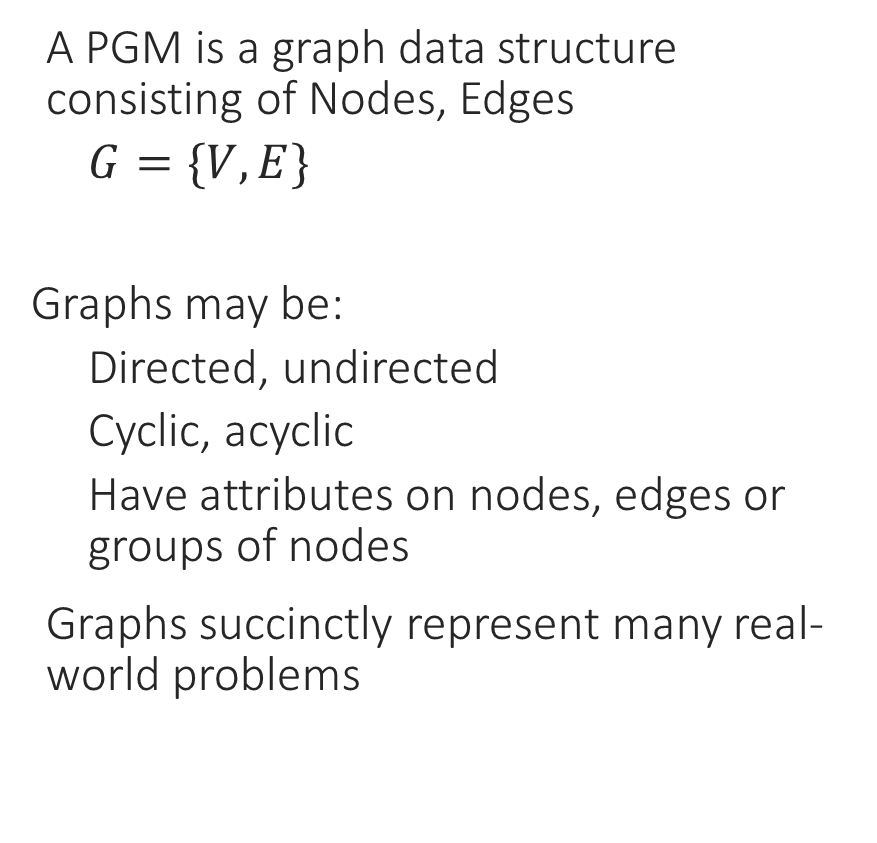 A PGM is a graph data structure
consisting of Nodes, Edges
G = {V, E}
Graphs may be:
Directed, undirected
Cyclic, acyclic
Have attributes on nodes, edges or
groups of nodes
Graphs succinctly represent many real-
world problems